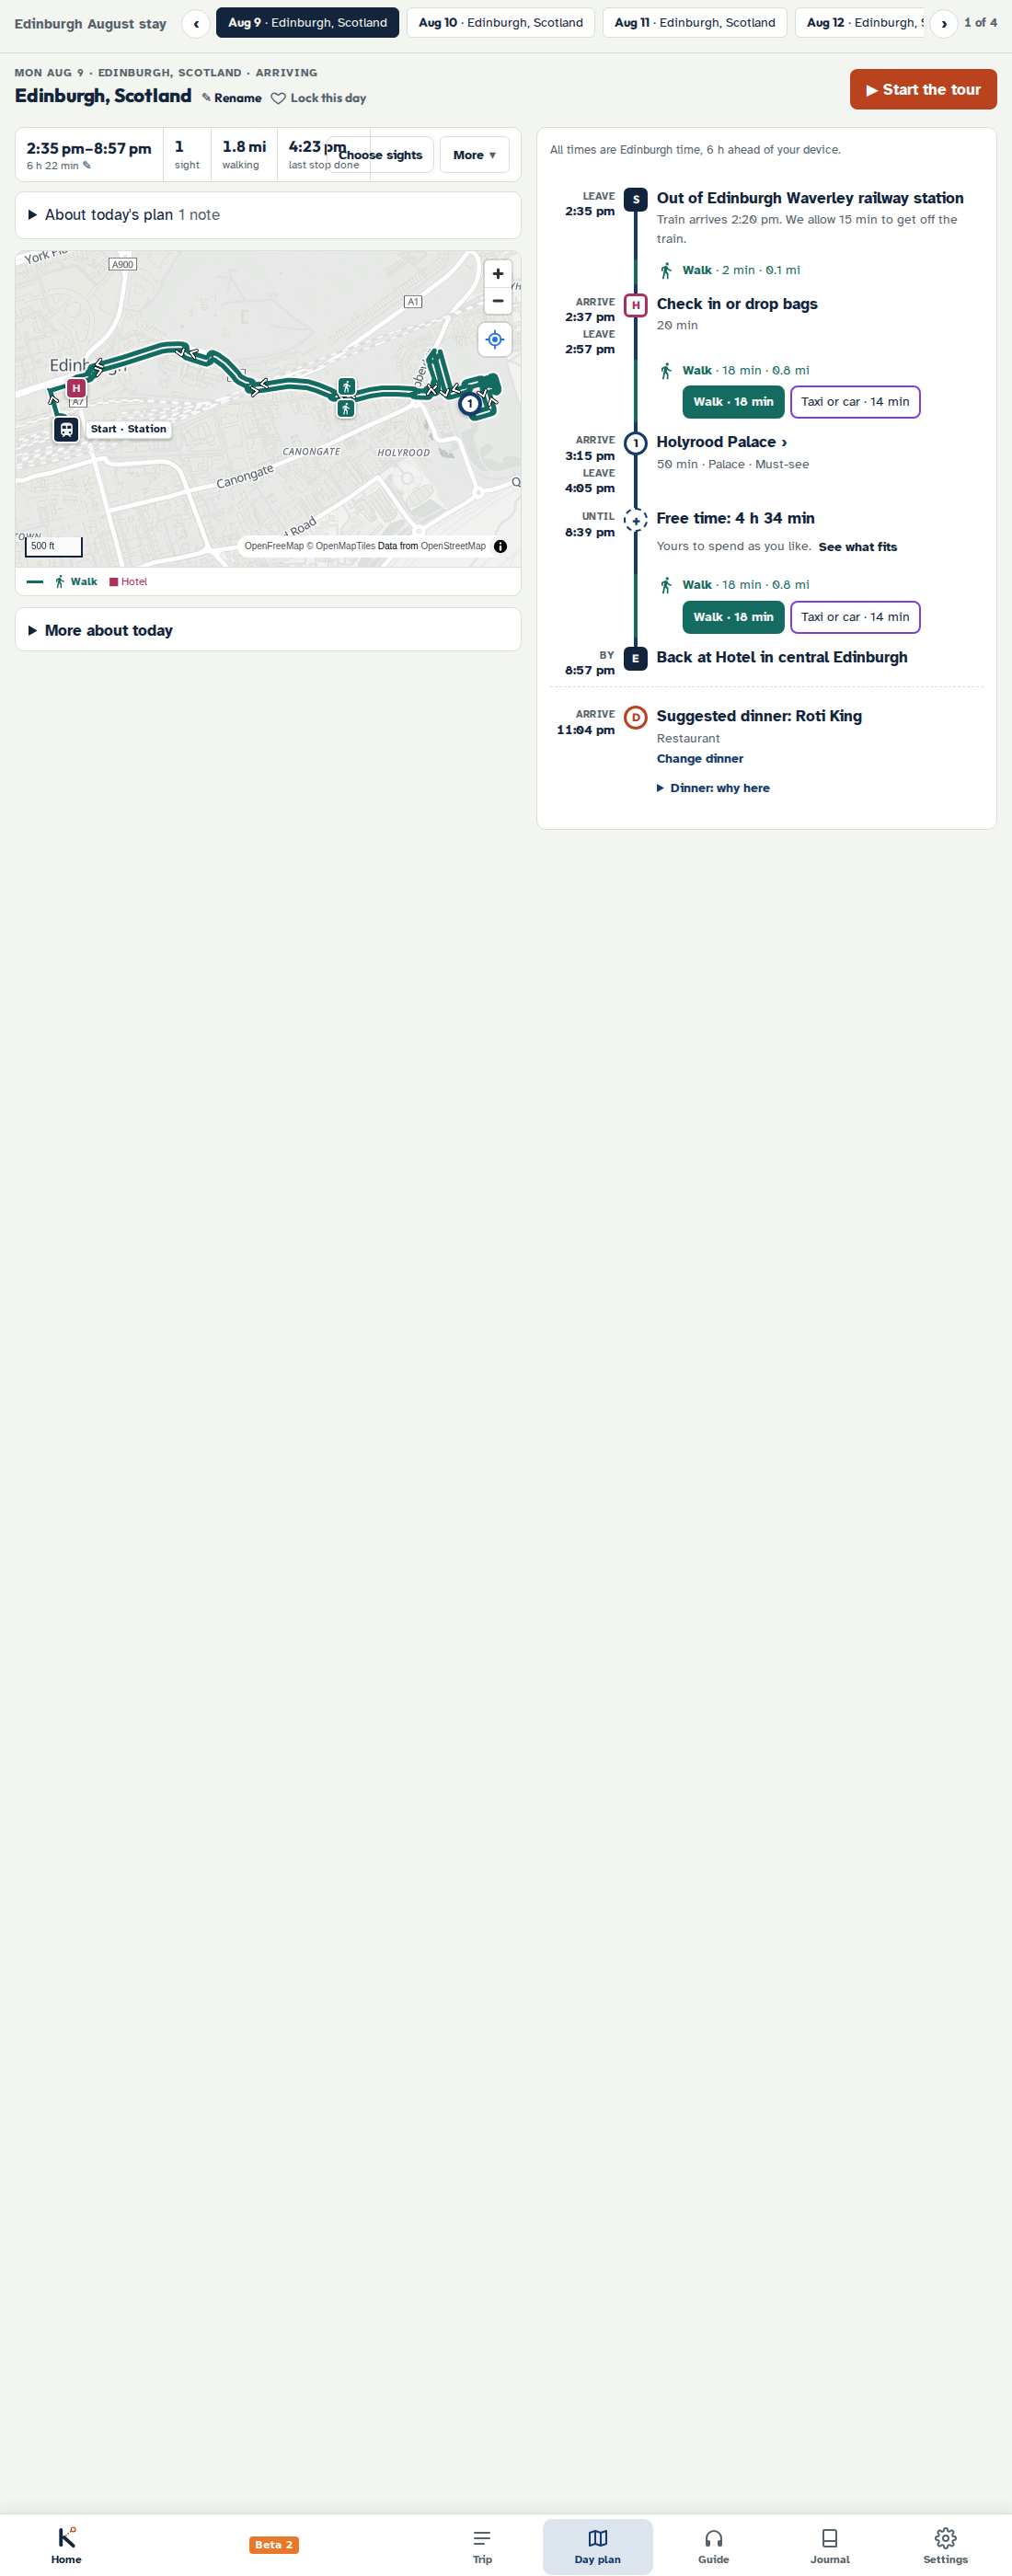 Edinburgh August stay
‹
Aug 9 · Edinburgh, Scotland
Aug 10 · Edinburgh, Scotland
Aug 11 · Edinburgh, Scotland
Aug 12 · Edinburgh, S
›
1 of 4
MON AUG 9 · EDINBURGH, SCOTLAND · ARRIVING
Edinburgh, Scotland
✎ Rename
Lock this day
▶ Start the tour
2:35 pm–8:57 pm
6 h 22 min ✎
1
sight
1.8 mi
walking
4:23 pm
last stop done
Choose sights
More ▾
▶ About today's plan 1 note
A900
A1
A7
H
1
Start · Station
CANONGATE
HOLYROOD
Canongate
Road
500 ft
+
−
OpenFreeMap © OpenMapTiles Data from OpenStreetMap
Walk
Hotel
▶ More about today
All times are Edinburgh time, 6 h ahead of your device.
LEAVE
2:35 pm
S
Out of Edinburgh Waverley railway station
Train arrives 2:20 pm. We allow 15 min to get off the
train.
Walk · 2 min · 0.1 mi
ARRIVE
2:37 pm
LEAVE
2:57 pm
H
Check in or drop bags
20 min
Walk · 18 min · 0.8 mi
Walk · 18 min
Taxi or car · 14 min
ARRIVE
3:15 pm
LEAVE
4:05 pm
1
Holyrood Palace ›
50 min · Palace · Must-see
UNTIL
8:39 pm
+
Free time: 4 h 34 min
Yours to spend as you like. See what fits
Walk · 18 min · 0.8 mi
Walk · 18 min
Taxi or car · 14 min
BY
8:57 pm
E
Back at Hotel in central Edinburgh
ARRIVE
11:04 pm
D
Suggested dinner: Roti King
Restaurant
Change dinner
▶ Dinner: why here
Home
Beta 2
Trip
Day plan
Guide
Journal
Settings